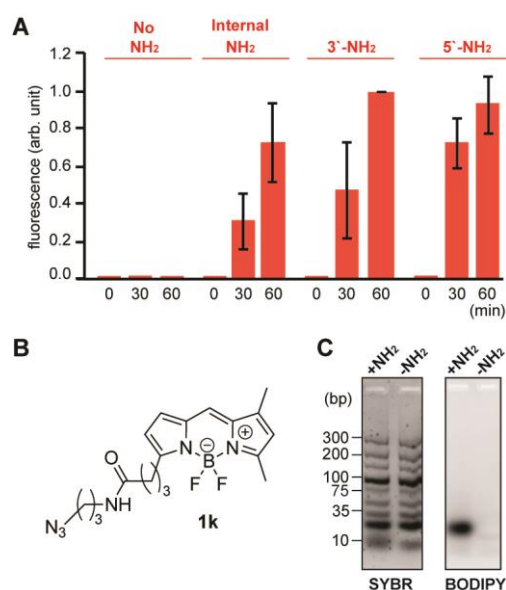 A
No NH₂
Internal NH₂
3`-NH₂
5`-NH₂
fluorescence (arb. unit)
1.2
1.0
0.8
0.6
0.4
0.2
0.0
0 30 60 0 30 60 0 30 60 0 30 60
(min)
B
O
N₃ ( )₃ NH ( )₃
N B⁻ N⁺
F F
1k
C
+NH₂ -NH₂ +NH₂ -NH₂
(bp)
300
200
100
75
35
10
SYBR BODIPY